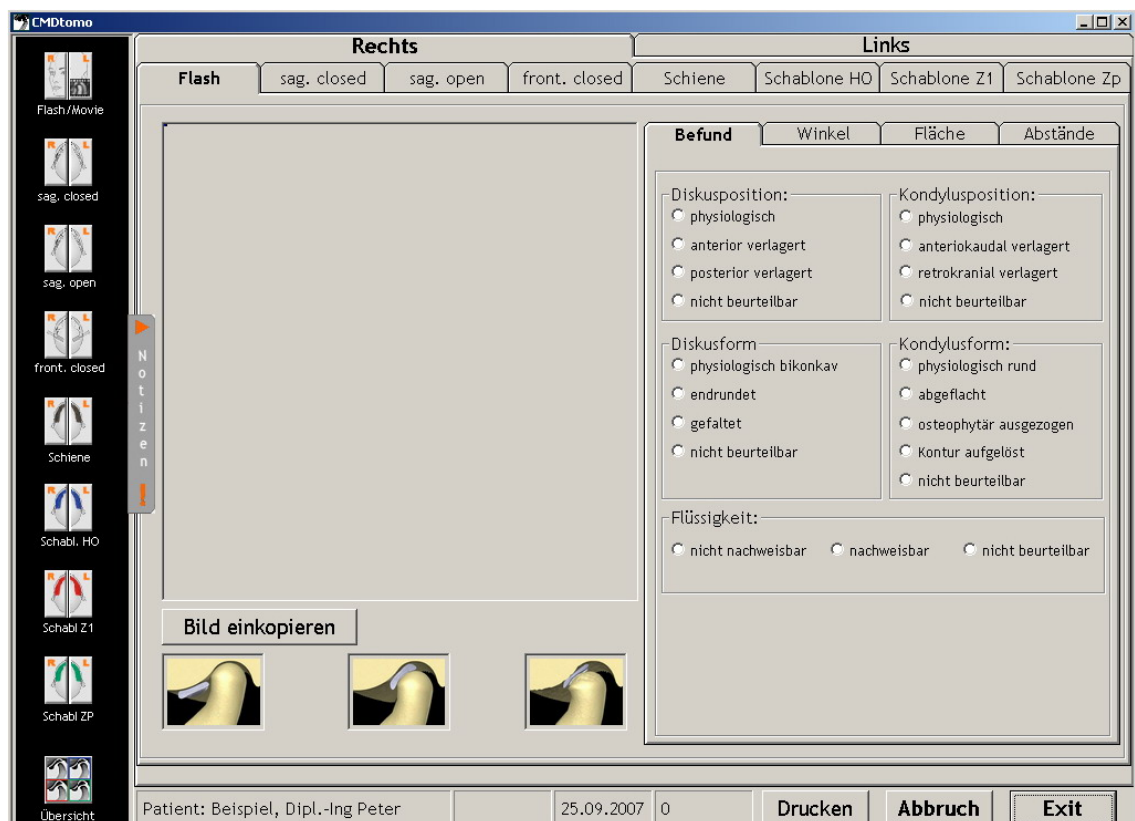 CMDtomo
Rechts
Links
Flash
sag. closed
sag. open
front. closed
Schiene
Schablone HO
Schablone Z1
Schablone Zp
R L
Flash/Movie
R L
sag. closed
R L
sag. open
R L
front. closed
R L
Schiene
R L
Schabl. HO
R L
Schabl Z1
R L
Schabl ZP
Übersicht
Notizen !
Bild einkopieren
Befund
Winkel
Fläche
Abstände
Diskusposition:
physiologisch
anterior verlagert
posterior verlagert
nicht beurteilbar
Kondylusposition:
physiologisch
anteriokaudal verlagert
retrokranial verlagert
nicht beurteilbar
Diskusform
physiologisch bikonkav
endrundet
gefaltet
nicht beurteilbar
Kondylusform:
physiologisch rund
abgeflacht
osteophytär ausgezogen
Kontur aufgelöst
nicht beurteilbar
Flüssigkeit:
nicht nachweisbar
nachweisbar
nicht beurteilbar
Patient: Beispiel, Dipl.-Ing Peter
25.09.2007
0
Drucken
Abbruch
Exit